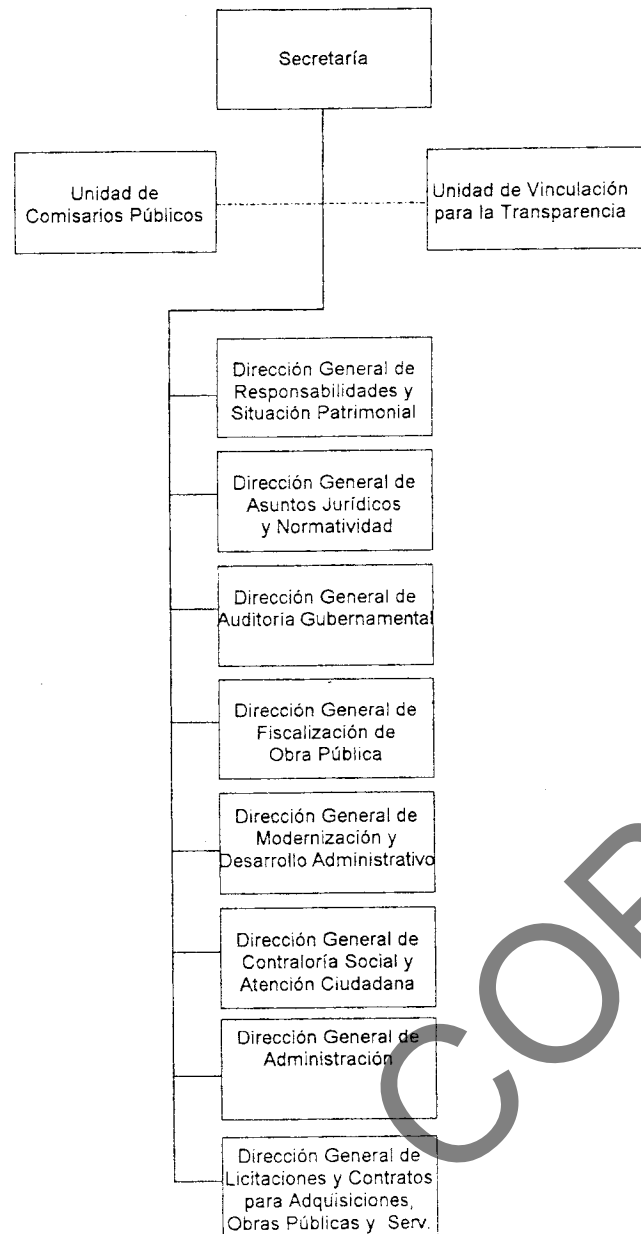 Secretaría
Unidad de
Comisarios Públicos
Unidad de Vinculación
para la Transparencia
Dirección General de
Responsabilidades y
Situación Patrimonial
Dirección General de
Asuntos Jurídicos
y Normatividad
Dirección General de
Auditoria Gubernamental
Dirección General de
Fiscalización de
Obra Pública
Dirección General de
Modernización y
Desarrollo Administrativo
Dirección General de
Contraloría Social y
Atención Ciudadana
Dirección General de
Administración
Dirección General de
Licitaciones y Contratos
para Adquisiciones,
Obras Públicas y Serv.